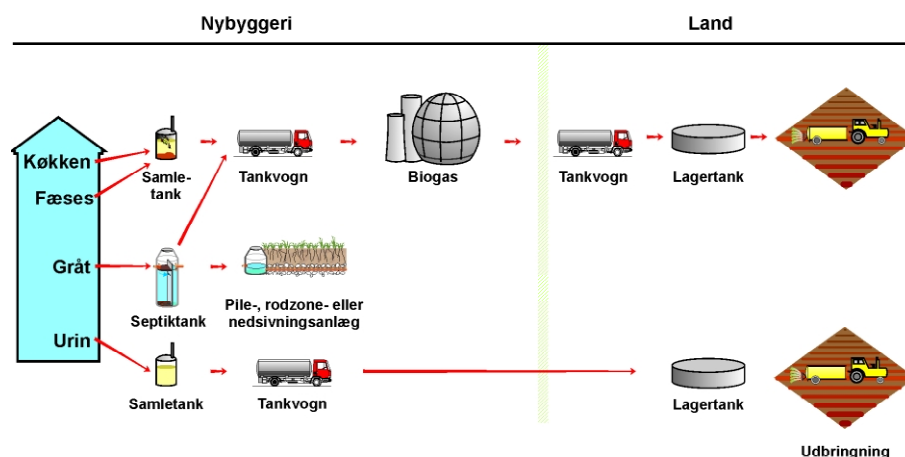 Nybyggeri
Land
Køkken
Fæses
Gråt
Urin
Samle-
tank
Tankvogn
Biogas
Tankvogn
Lagertank
Septiktank
Pile-, rodzone- eller
nedsivningsanlæg
Samletank
Tankvogn
Lagertank
Udbringning